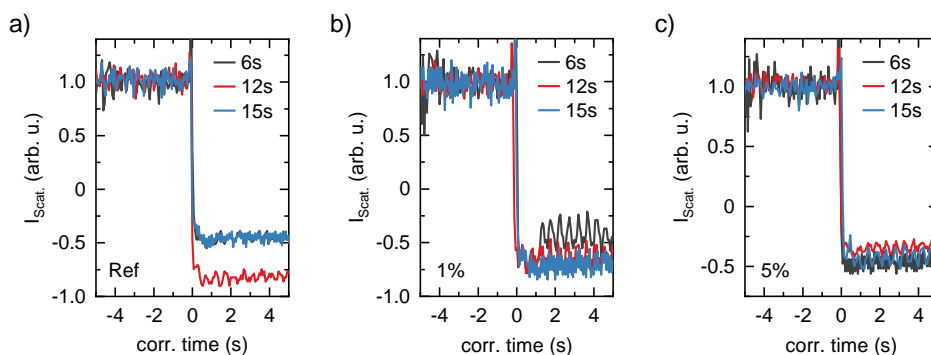 a)
I_Scat. (arb. u.)
1.0
0.5
0
-0.5
-1.0
6s
12s
15s
Ref
-4 -2 0 2 4
corr. time (s)
b)
I_Scat. (arb. u.)
1.0
0.5
0
-0.5
-1.0
6s
12s
15s
1%
-4 -2 0 2 4
corr. time (s)
c)
I_Scat. (arb. u.)
1.0
0.5
0
-0.5
6s
12s
15s
5%
-4 -2 0 2 4
corr. time (s)